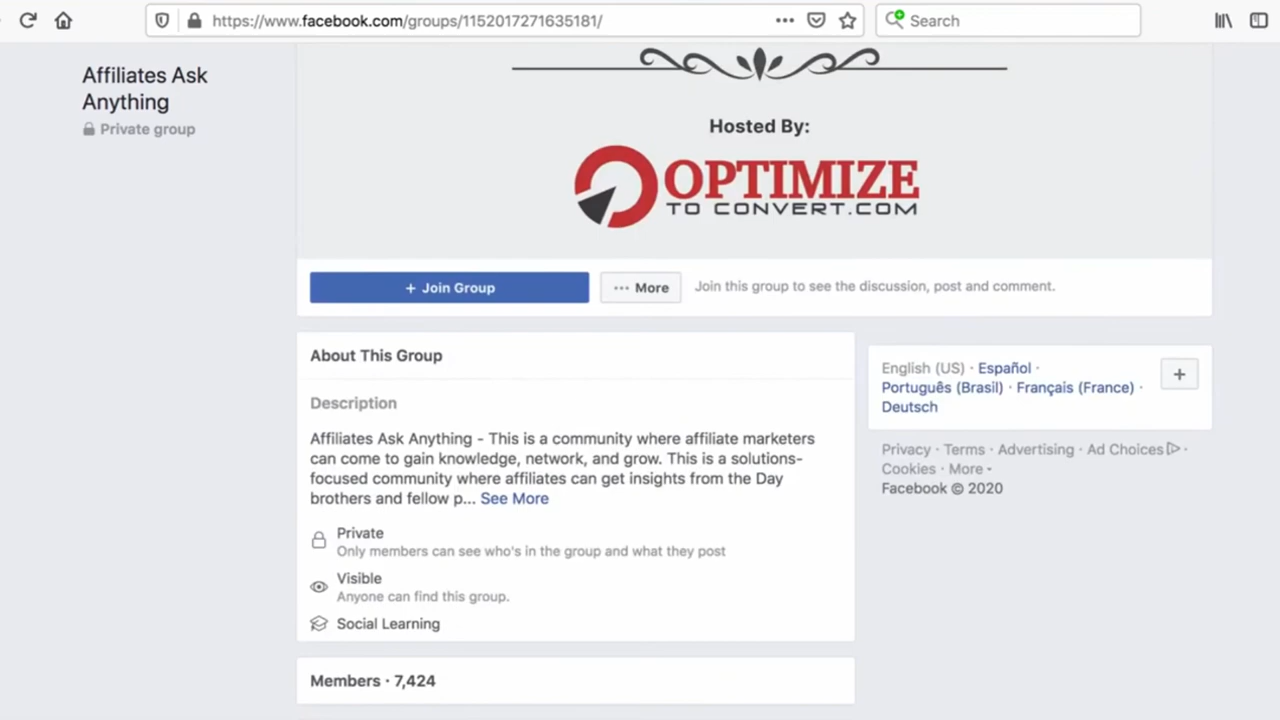 https://www.facebook.com/groups/1152017271635181/
Search
Affiliates Ask
Anything
Private group
Hosted By:
OPTIMIZE
TO CONVERT.COM
+ Join Group
··· More
Join this group to see the discussion, post and comment.
About This Group
Description
Affiliates Ask Anything - This is a community where affiliate marketers
can come to gain knowledge, network, and grow. This is a solutions-
focused community where affiliates can get insights from the Day
brothers and fellow p... See More
Private
Only members can see who's in the group and what they post
Visible
Anyone can find this group.
Social Learning
Members · 7,424
English (US) · Español ·
Português (Brasil) · Français (France) ·
Deutsch
+
Privacy · Terms · Advertising · Ad Choices ·
Cookies · More
Facebook © 2020